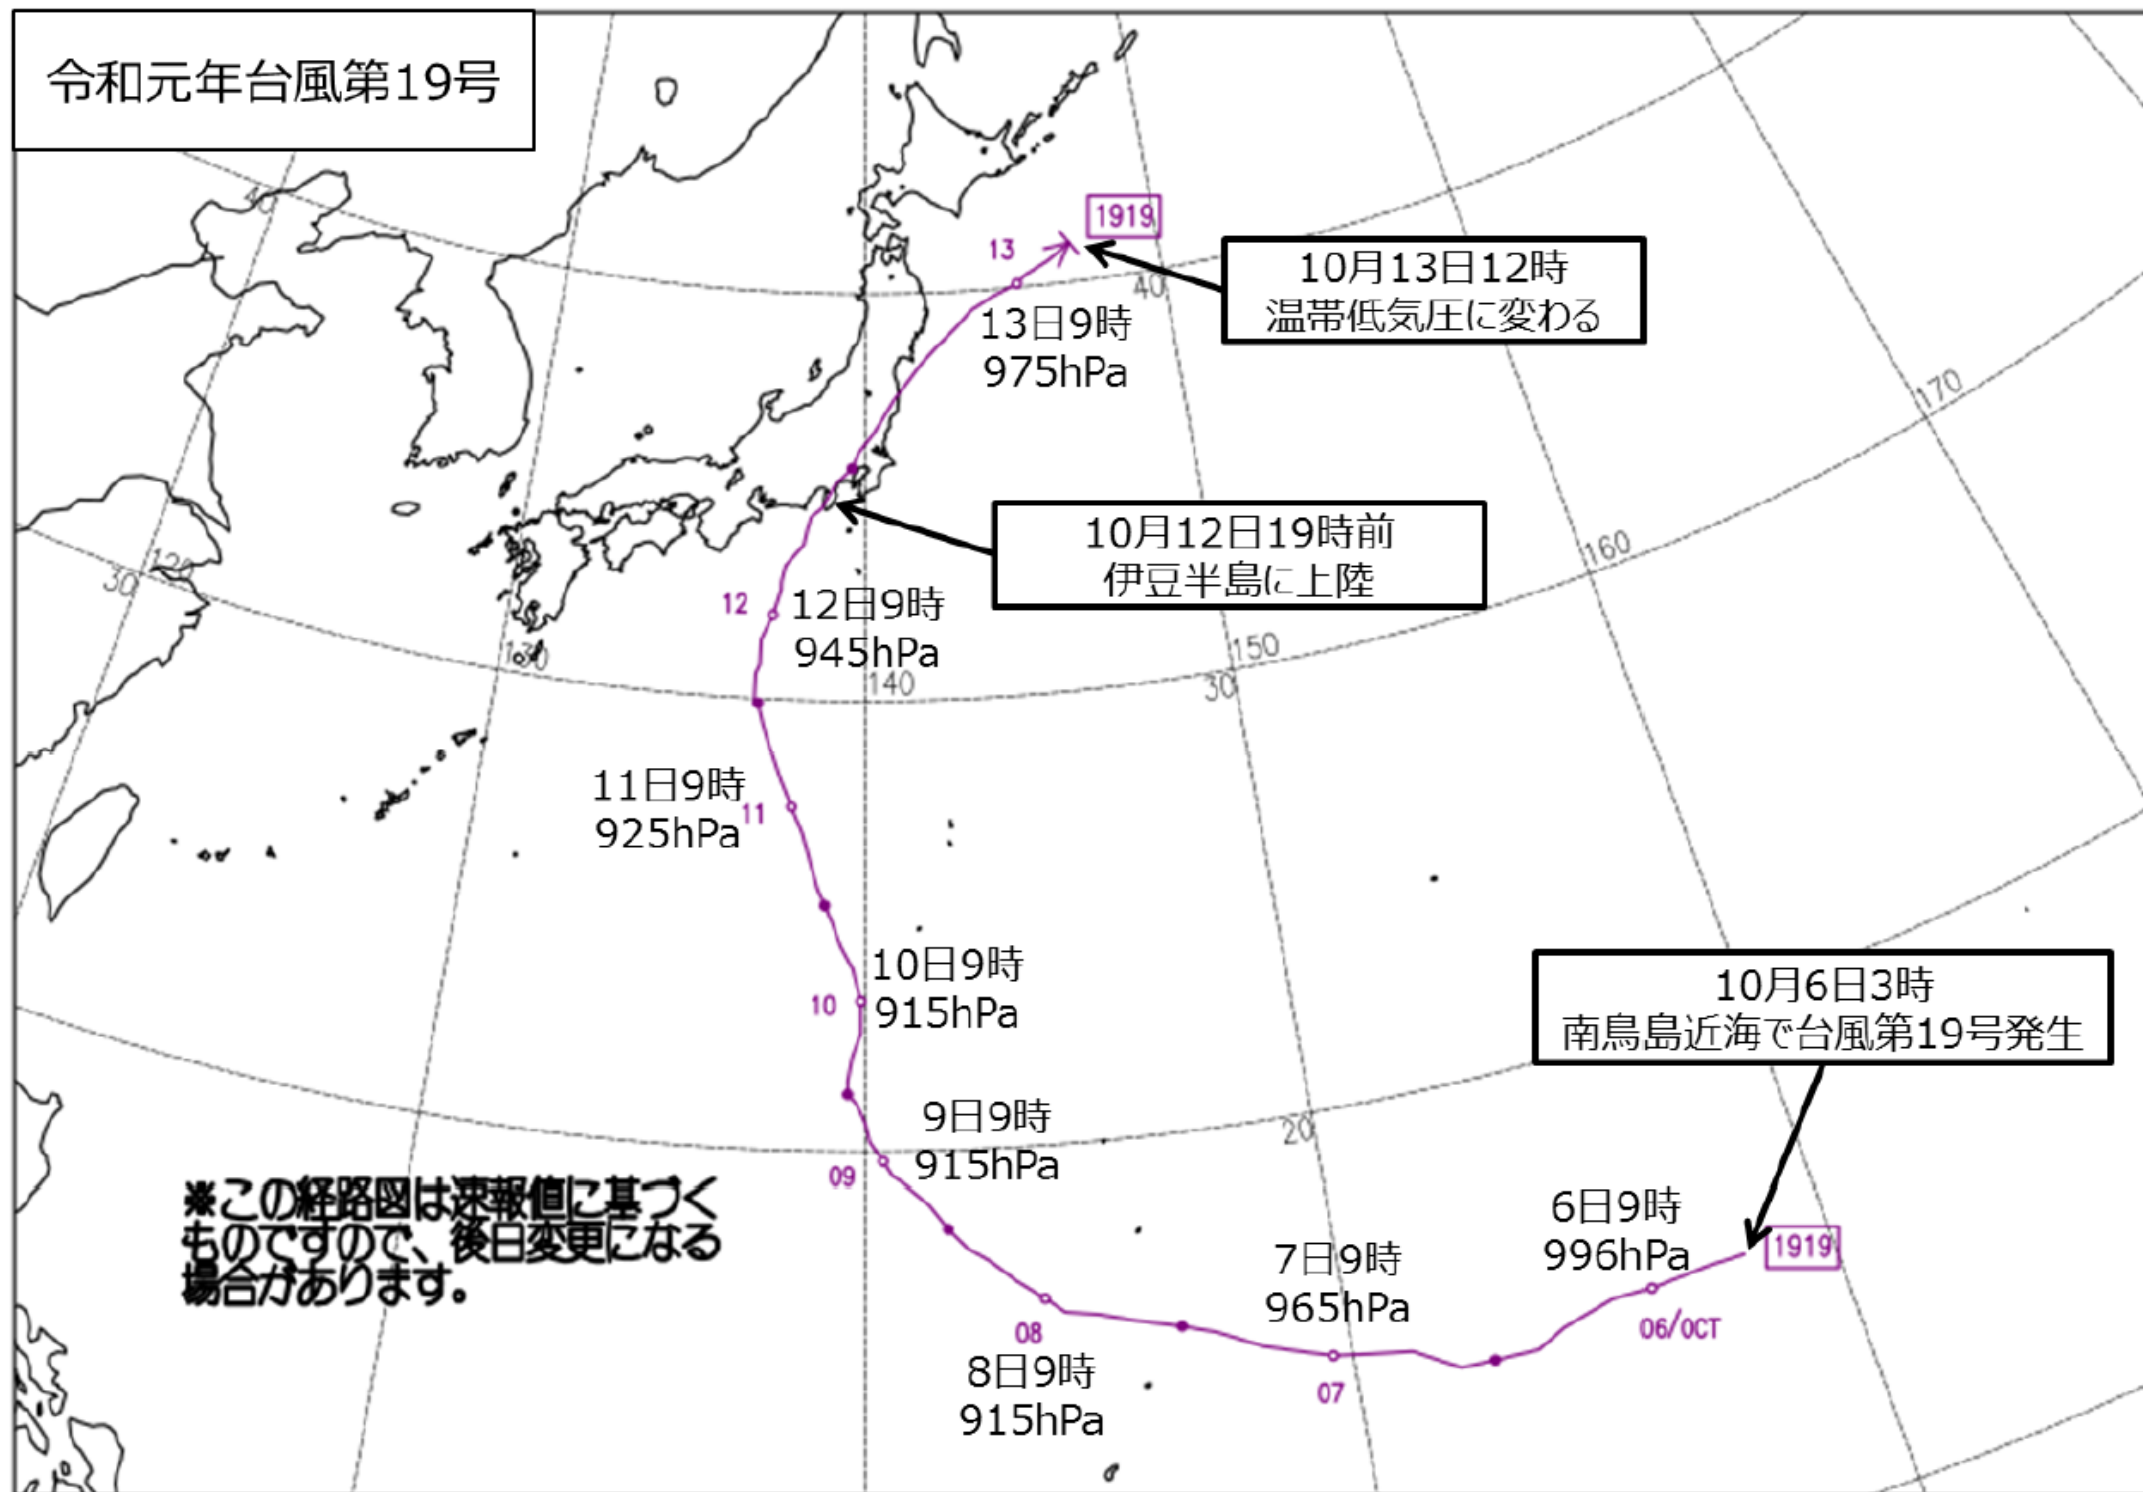 令和元年台風第19号
40
1919
13
10月13日12時
温帯低気圧に変わる
40
13日9時
975hPa
170
10月12日19時前
伊豆半島に上陸
160
120
30
12
12日9時
945hPa
130
140
150
30
11日9時
925hPa
11
10日9時
915hPa
10
10月6日3時
南鳥島近海で台風第19号発生
9日9時
915hPa
09
20
※この経路図は速報値に基づく
ものですので、後日変更になる
場合があります。
6日9時
996hPa
1919
7日9時
965hPa
06/OCT
08
8日9時
915hPa
07